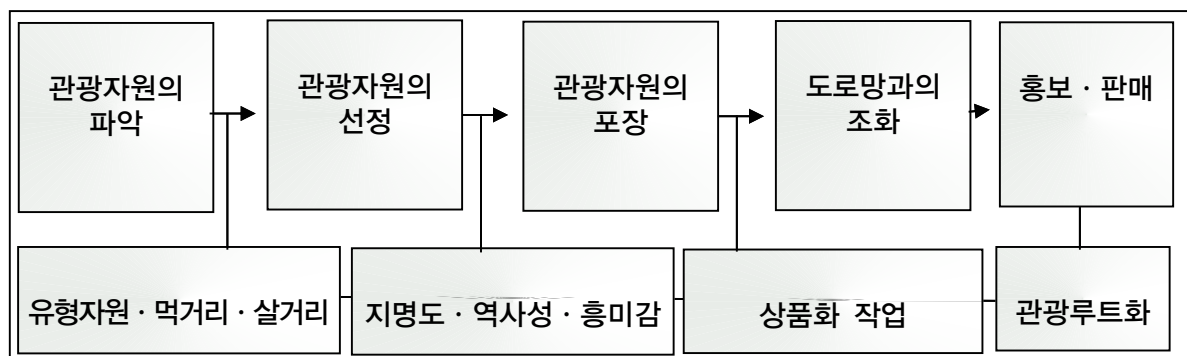 관광자원의
파악
관광자원의
선정
관광자원의
포장
도로망과의
조화
홍보 · 판매
유형자원 · 먹거리 · 살거리
지명도 · 역사성 · 흥미감
상품화 작업
관광루트화